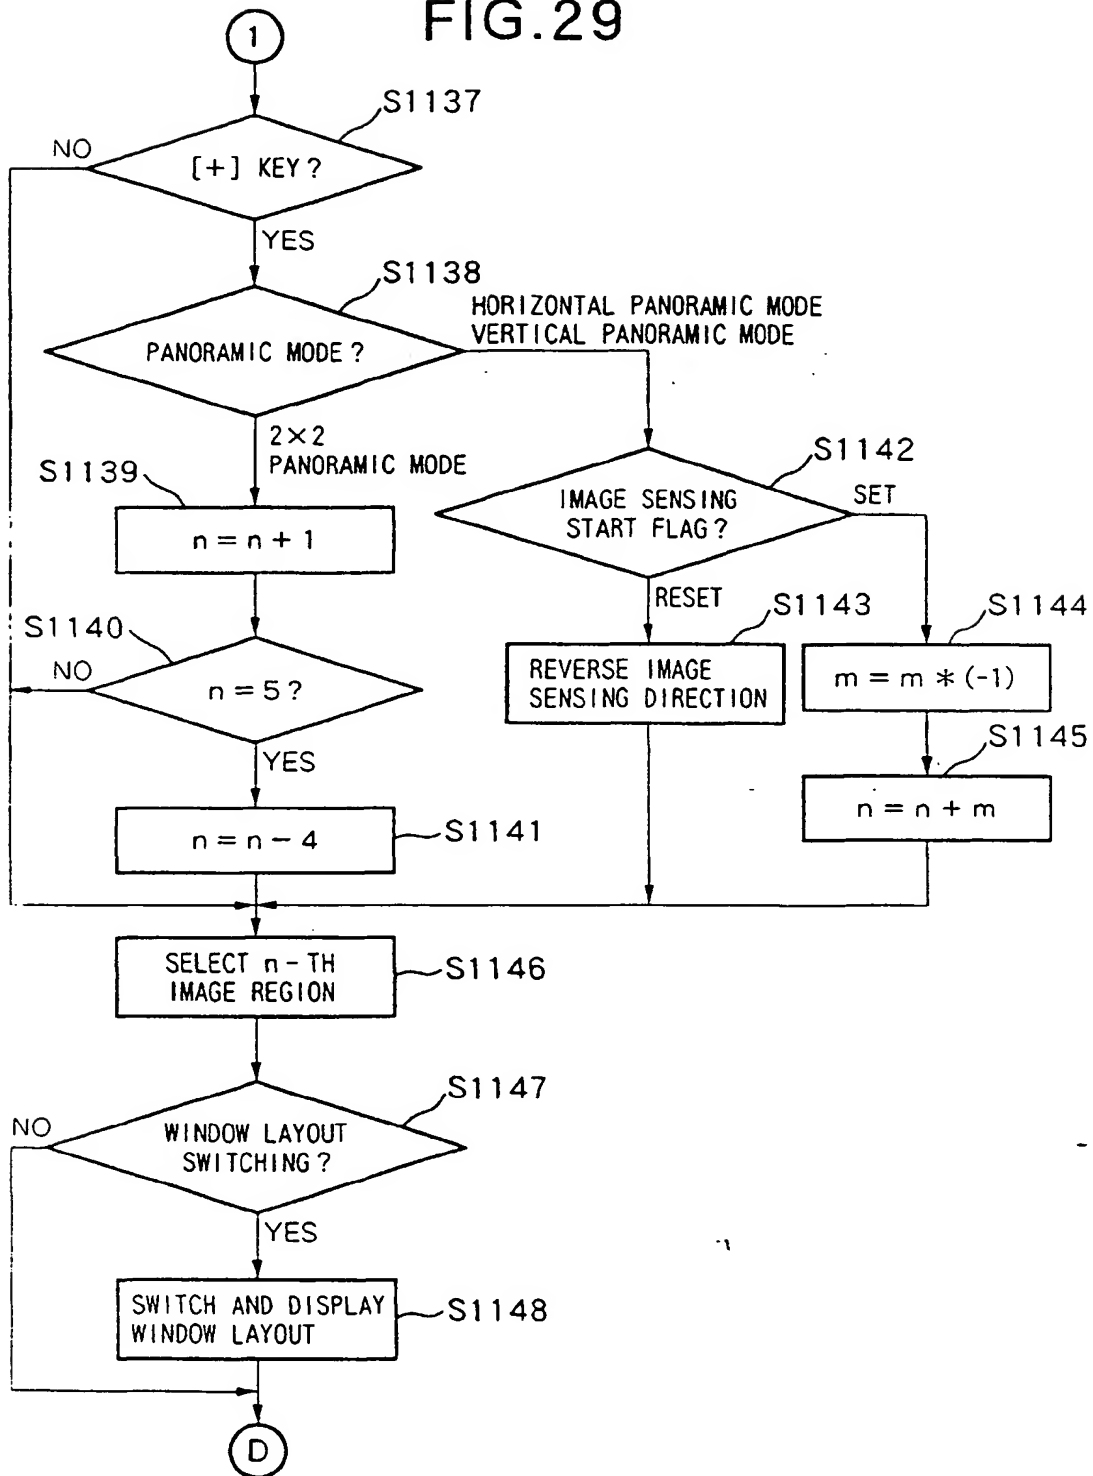 FIG.29
1
S1137
NO
[+] KEY?
YES
S1138
HORIZONTAL PANORAMIC MODE
VERTICAL PANORAMIC MODE
PANORAMIC MODE?
2×2
PANORAMIC MODE
S1139
n=n+1
S1142
IMAGE SENSING
START FLAG?
SET
RESET
S1140
NO
n=5?
YES
S1143
REVERSE IMAGE
SENSING DIRECTION
S1144
m=m*(-1)
S1145
n=n+m
n=n-4
S1141
SELECT n-TH
IMAGE REGION
S1146
S1147
NO
WINDOW LAYOUT
SWITCHING?
YES
SWITCH AND DISPLAY
WINDOW LAYOUT
S1148
D